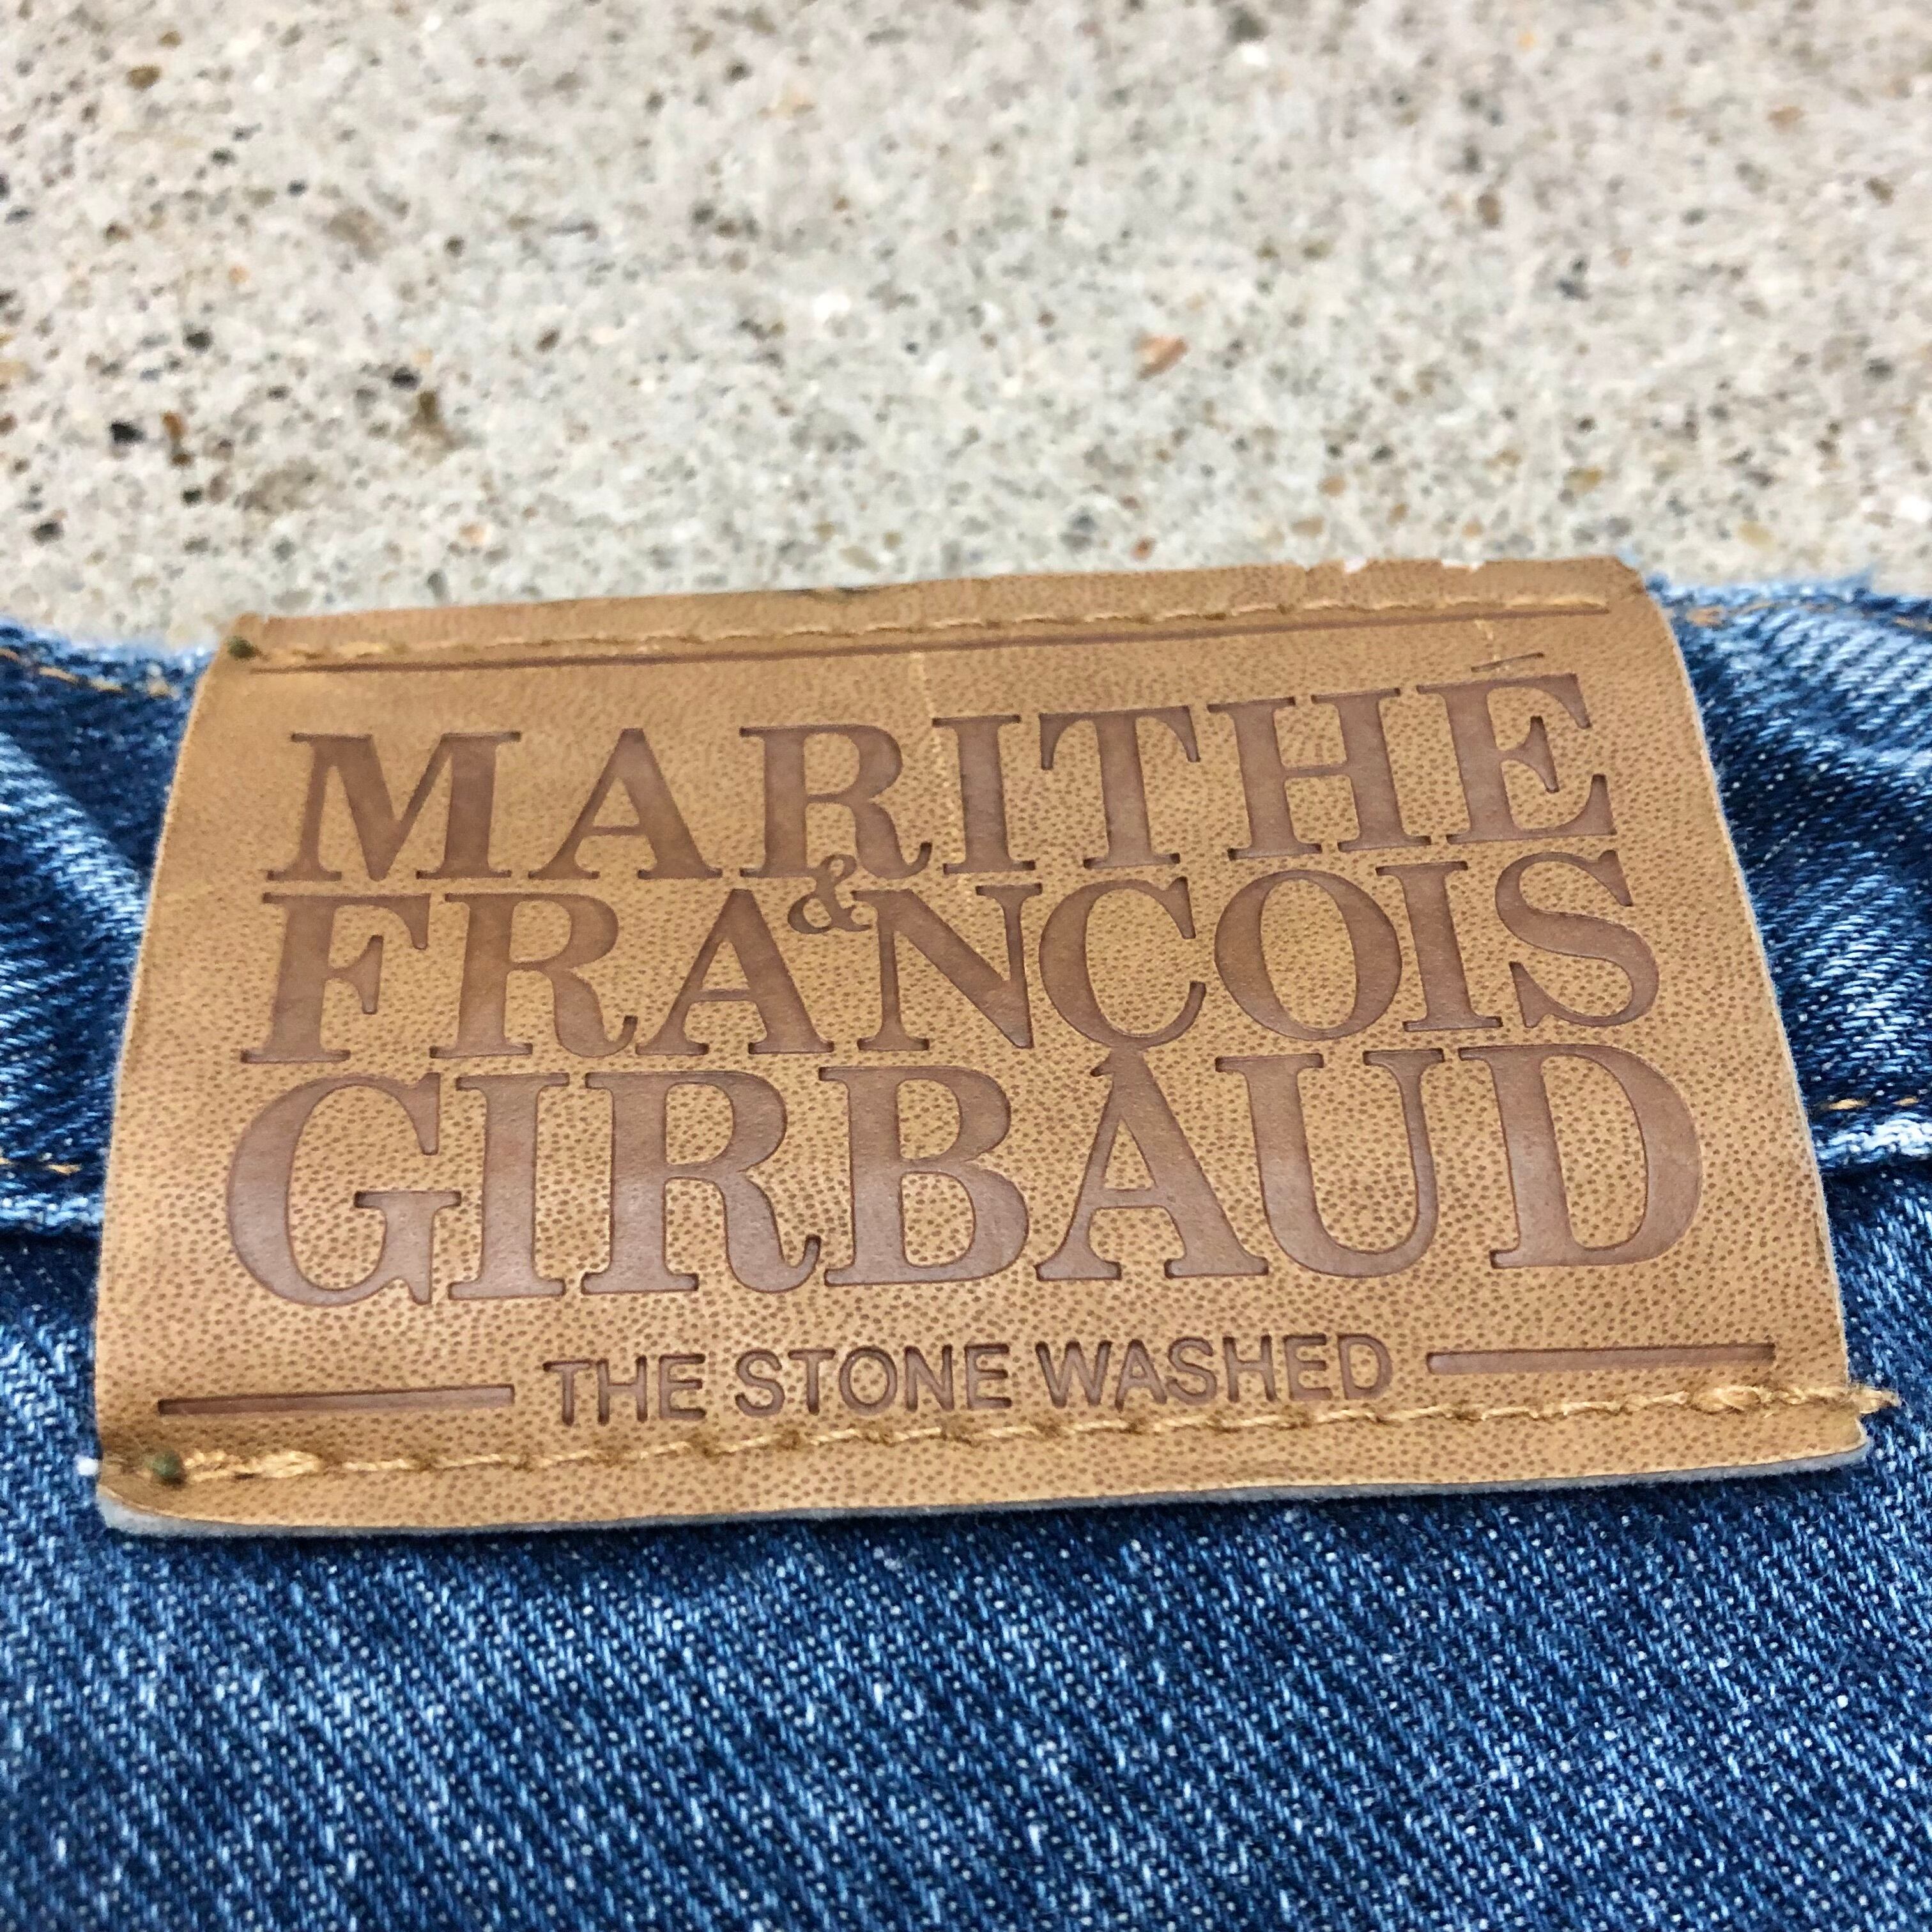 MARITHÉ
&
FRANCOIS
GIRBAUD
THE STONE WASHED